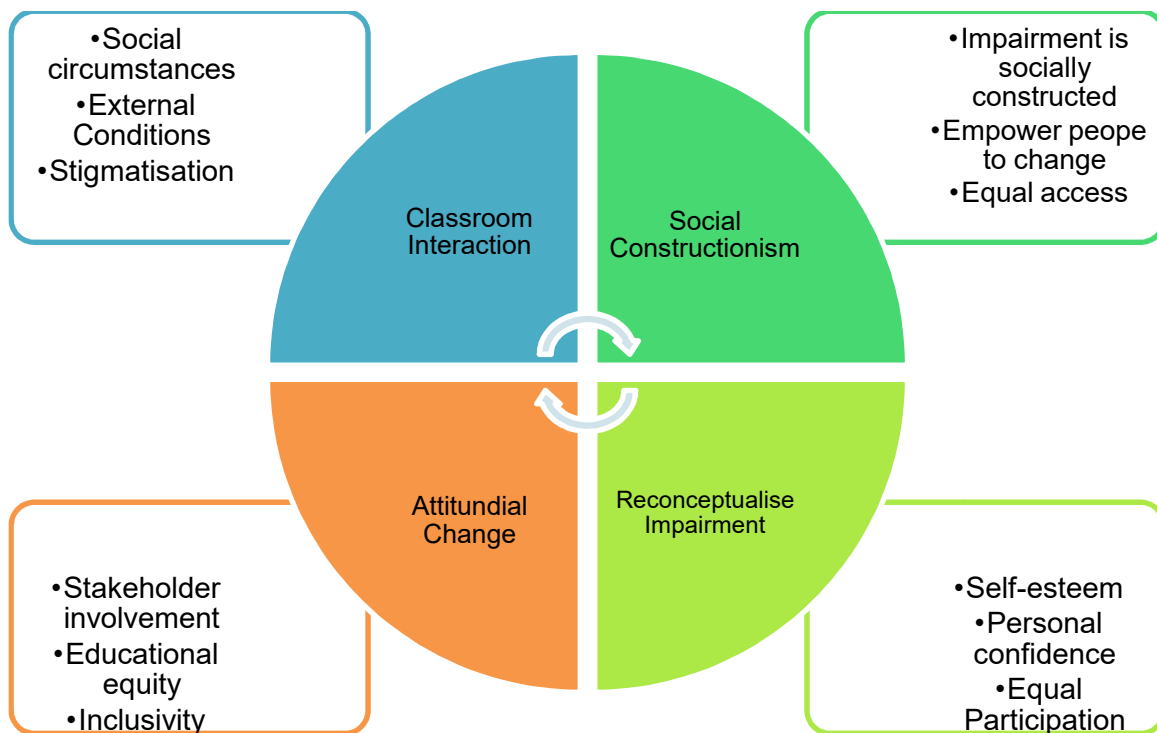 •Social
circumstances
•External
Conditions
•Stigmatisation
•Impairment is
socially
constructed
•Empower peope
to change
•Equal access
Classroom
Interaction
Social
Constructionism
Attitundial
Change
Reconceptualise
Impairment
•Stakeholder
involvement
•Educational
equity
•Inclusivity
•Self-esteem
•Personal
confidence
•Equal
Participation